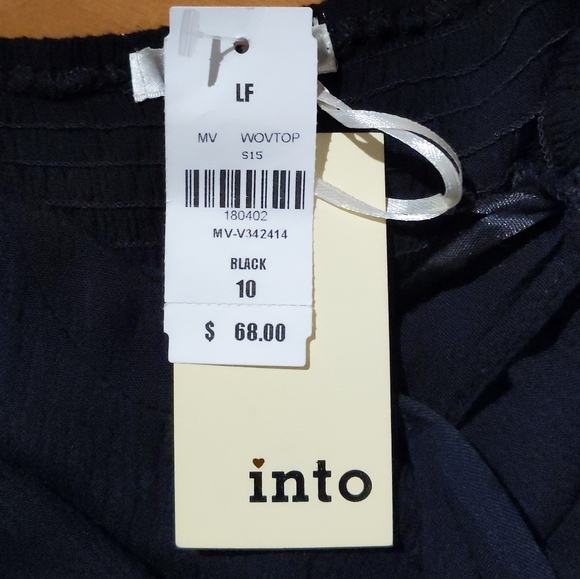 LF
MV WOVTOP
S15
180402
MV-V342414
BLACK
10
$ 68.00
into